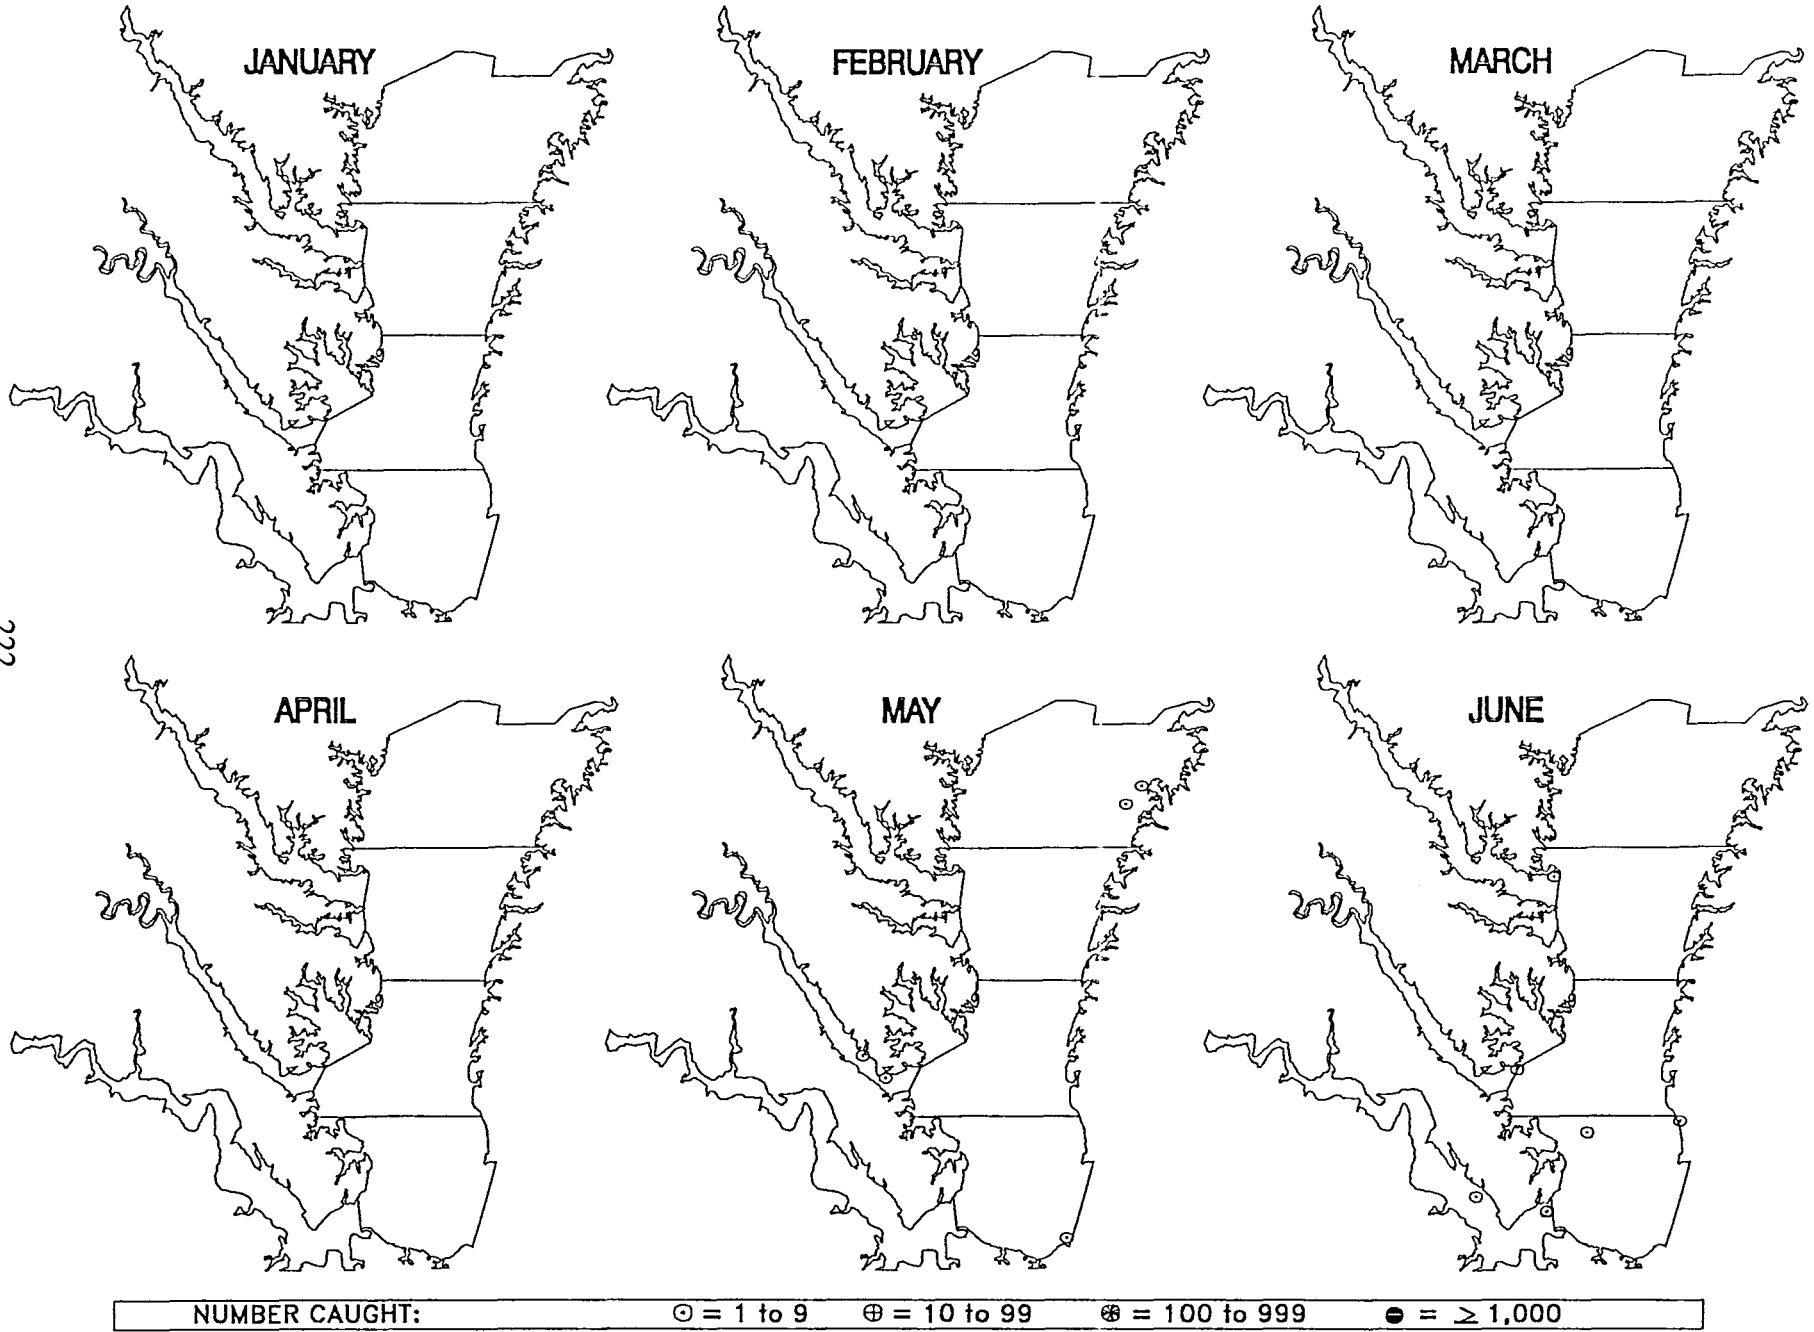 JANUARY FEBRUARY MARCH
222
APRIL MAY JUNE
NUMBER CAUGHT: ⊙ = 1 to 9 ⊕ = 10 to 99 ⊛ = 100 to 999 ⊖ = ≥ 1,000